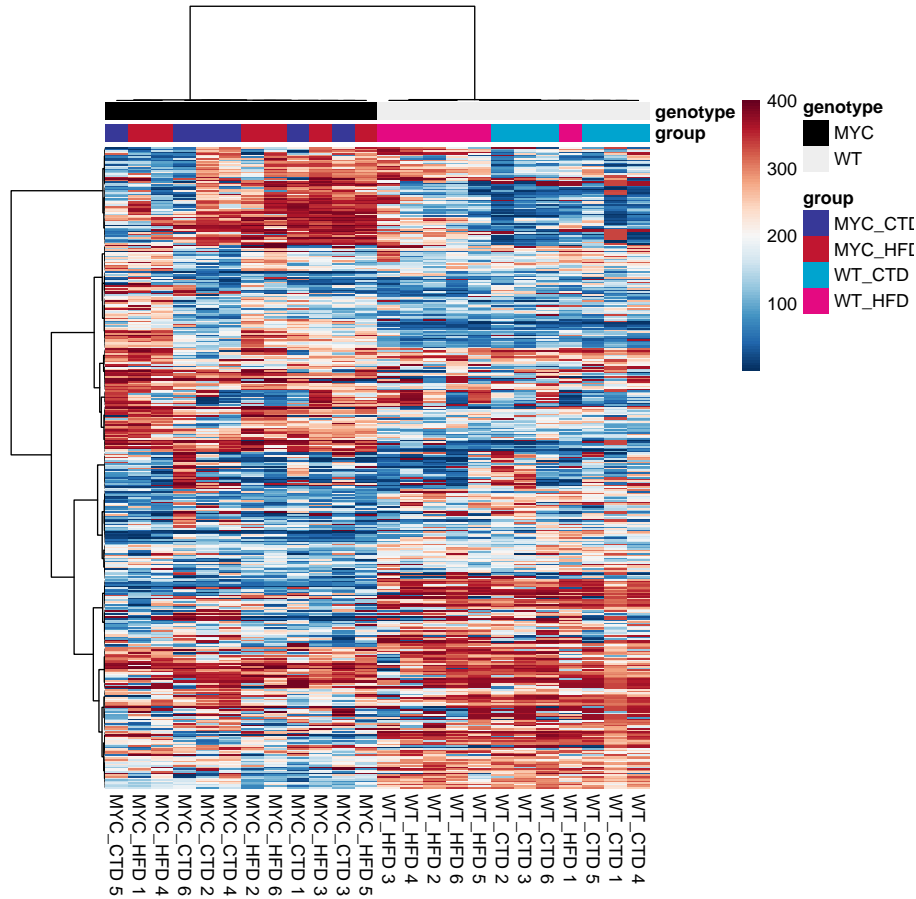 genotype
group
400
300
200
100
genotype
MYC
WT
group
MYC_CTD
MYC_HFD
WT_CTD
WT_HFD
MYC_CTD 5
MYC_HFD 1
MYC_HFD 4
MYC_CTD 6
MYC_CTD 2
MYC_CTD 4
MYC_HFD 2
MYC_HFD 6
MYC_CTD 1
MYC_HFD 3
MYC_CTD 3
MYC_HFD 5
WT_HFD 3
WT_HFD 4
WT_HFD 2
WT_HFD 6
WT_HFD 5
WT_CTD 2
WT_CTD 3
WT_CTD 6
WT_HFD 1
WT_CTD 5
WT_CTD 1
WT_CTD 4